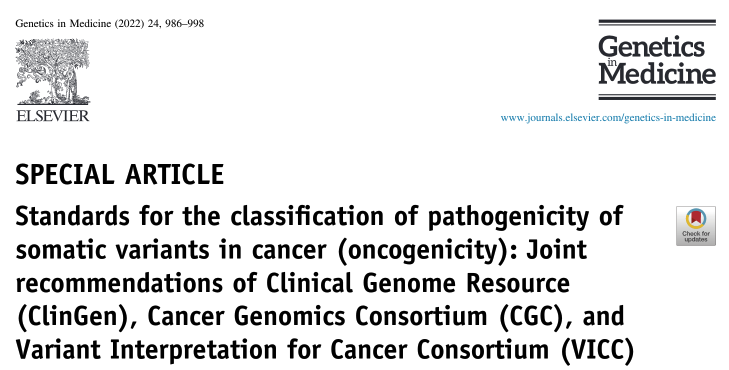 Genetics in Medicine (2022) 24, 986–998
ELSEVIER
Genetics
in
Medicine
www.journals.elsevier.com/genetics-in-medicine
SPECIAL ARTICLE
Standards for the classification of pathogenicity of
somatic variants in cancer (oncogenicity): Joint
recommendations of Clinical Genome Resource
(ClinGen), Cancer Genomics Consortium (CGC), and
Variant Interpretation for Cancer Consortium (VICC)
Check for
updates